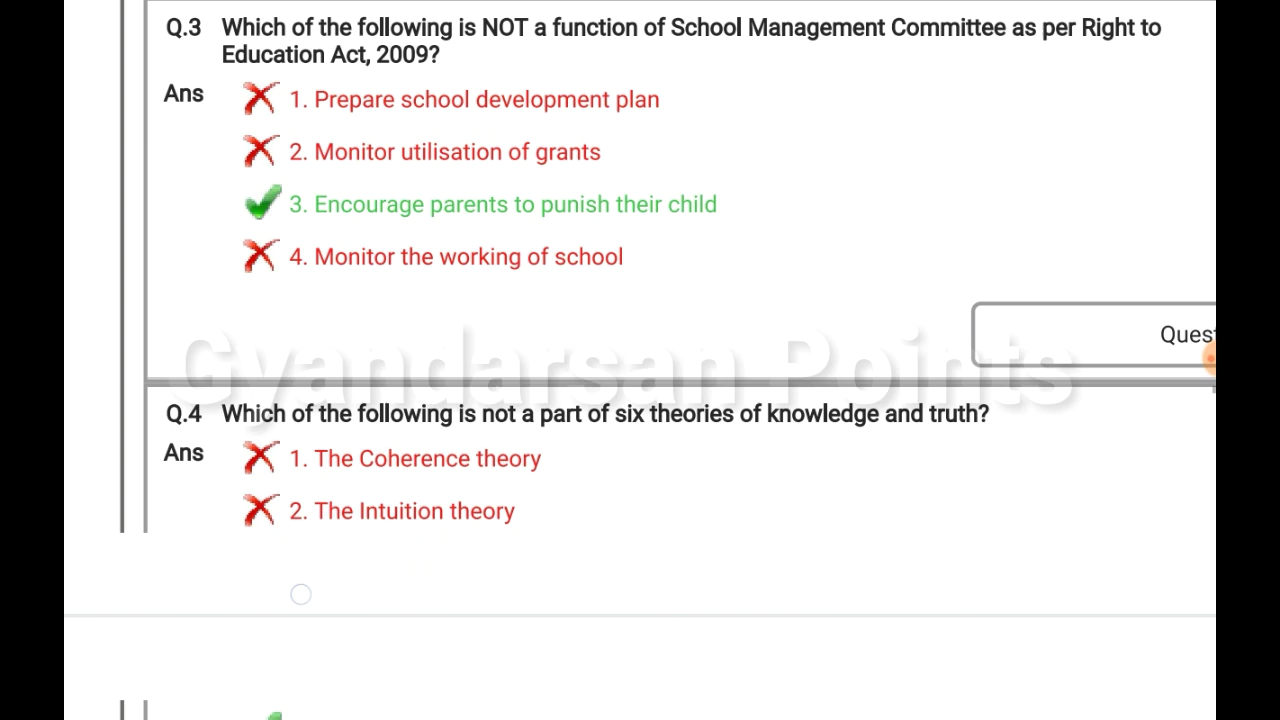 Q.3 Which of the following is NOT a function of School Management Committee as per Right to
Education Act, 2009?
Ans 1. Prepare school development plan
2. Monitor utilisation of grants
3. Encourage parents to punish their child
4. Monitor the working of school
Ques
Gyandarsan Points
Q.4 Which of the following is not a part of six theories of knowledge and truth?
Ans 1. The Coherence theory
2. The Intuition theory